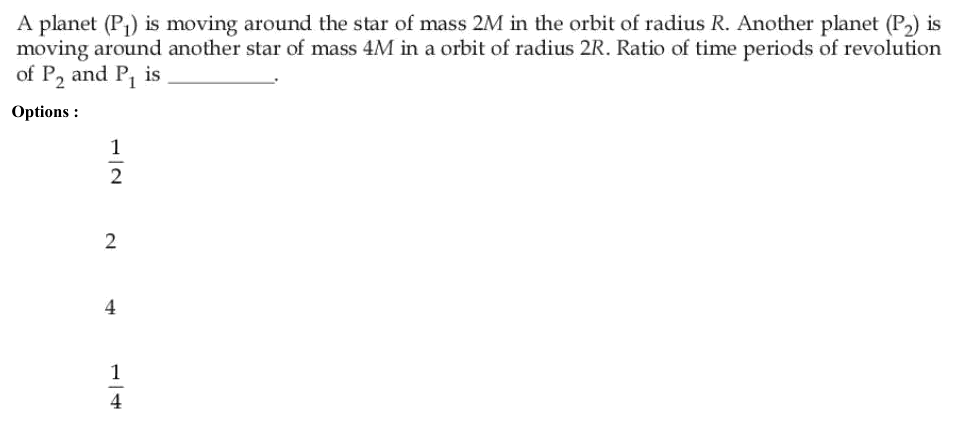 A planet (P₁) is moving around the star of mass 2M in the orbit of radius R. Another planet (P₂) is
moving around another star of mass 4M in a orbit of radius 2R. Ratio of time periods of revolution
of P₂ and P₁ is __________.
Options :
1/2
2
4
1/4